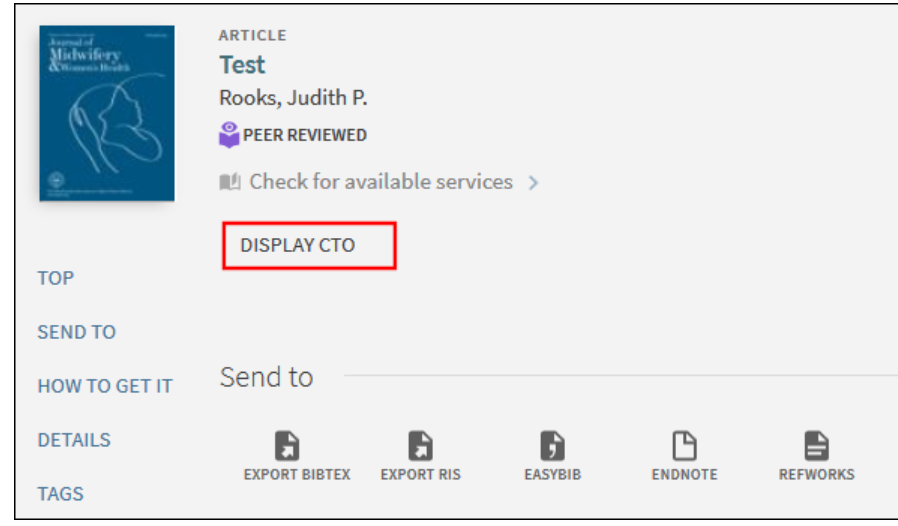 Journal of
Midwifery
& Women's Health
ARTICLE
Test
Rooks, Judith P.
PEER REVIEWED
Check for available services
DISPLAY CTO
TOP
SEND TO
HOW TO GET IT
DETAILS
TAGS
Send to
EXPORT BIBTEX
EXPORT RIS
EASYBIB
ENDNOTE
REFWORKS